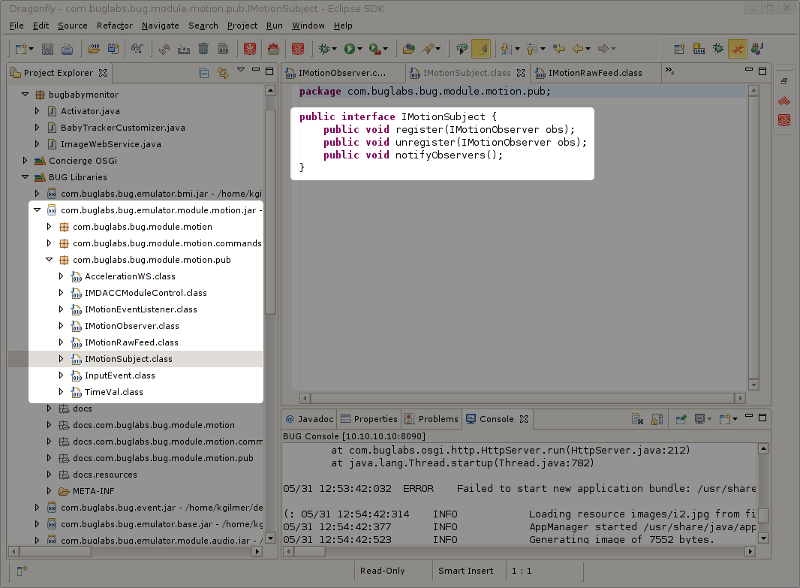 Dragonfly - com.buglabs.bug.module.motion.pub.IMotionSubject - Eclipse SDK
File Edit Source Refactor Navigate Search Project Run Window Help
Project Explorer
bugbabymonitor
Activator.java
BabyTrackerCustomizer.java
ImageWebService.java
Concierge OSGi
BUG Libraries
com.buglabs.bug.emulator.bmi.jar - /home/kgi
com.buglabs.bug.emulator.module.motion.jar -
com.buglabs.bug.module.motion
com.buglabs.bug.module.motion.commands
com.buglabs.bug.module.motion.pub
AccelerationWS.class
IMDACCModuleControl.class
IMotionEventListener.class
IMotionObserver.class
IMotionRawFeed.class
IMotionSubject.class
InputEvent.class
TimeVal.class
docs
docs.com.buglabs.bug.module.motion
docs.com.buglabs.bug.module.motion.comm
docs.com.buglabs.bug.module.motion.pub
docs.resources
META-INF
com.buglabs.bug.event.jar - /home/kgilmer/de
com.buglabs.bug.emulator.base.jar - /home/kg
com.buglabs.bug.emulator.module.audio.jar - /
IMotionObserver.c... IMotionSubject.class IMotionRawFeed.class
package com.buglabs.bug.module.motion.pub;
public interface IMotionSubject {
public void register(IMotionObserver obs);
public void unregister(IMotionObserver obs);
public void notifyObservers();
}
Javadoc Properties Problems Console
BUG Console [10.10.10.10:8090]
at com.buglabs.osgi.http.HttpServer.run(HttpServer.java:212)
at java.lang.Thread.startup(Thread.java:782)
05/31 12:53:42:032 ERROR Failed to start new application bundle: /usr/share
(: 05/31 12:54:42:314 INFO Loading resource images/i2.jpg from fi
05/31 12:54:42:377 INFO AppManager started /usr/share/java/app
05/31 12:54:42:523 INFO Generating image of 7552 bytes.
Read-Only Smart Insert 1 : 1